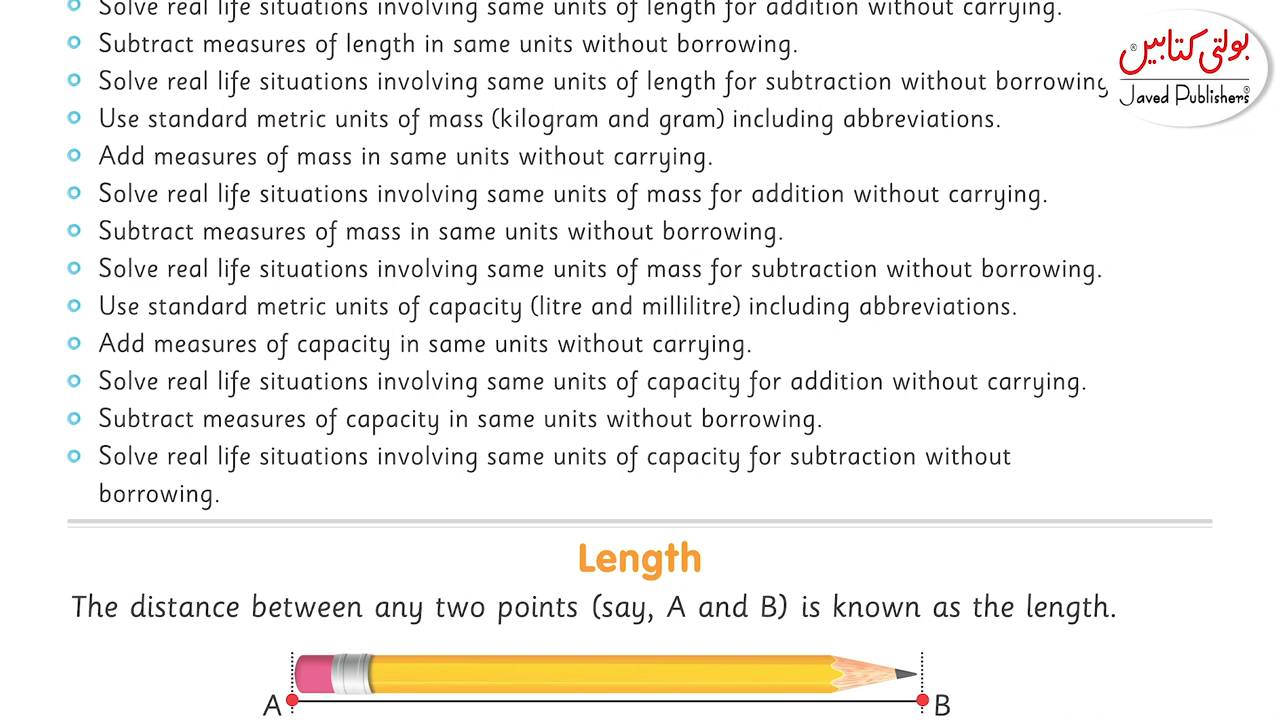 Solve real life situations involving same units of length for addition without carrying.
Subtract measures of length in same units without borrowing.
Solve real life situations involving same units of length for subtraction without borrowing
Use standard metric units of mass (kilogram and gram) including abbreviations.
Add measures of mass in same units without carrying.
Solve real life situations involving same units of mass for addition without carrying.
Subtract measures of mass in same units without borrowing.
Solve real life situations involving same units of mass for subtraction without borrowing.
Use standard metric units of capacity (litre and millilitre) including abbreviations.
Add measures of capacity in same units without carrying.
Solve real life situations involving same units of capacity for addition without carrying.
Subtract measures of capacity in same units without borrowing.
Solve real life situations involving same units of capacity for subtraction without
borrowing.
بولتی کتابیں®
Javed Publishers®
Length
The distance between any two points (say, A and B) is known as the length.
A B